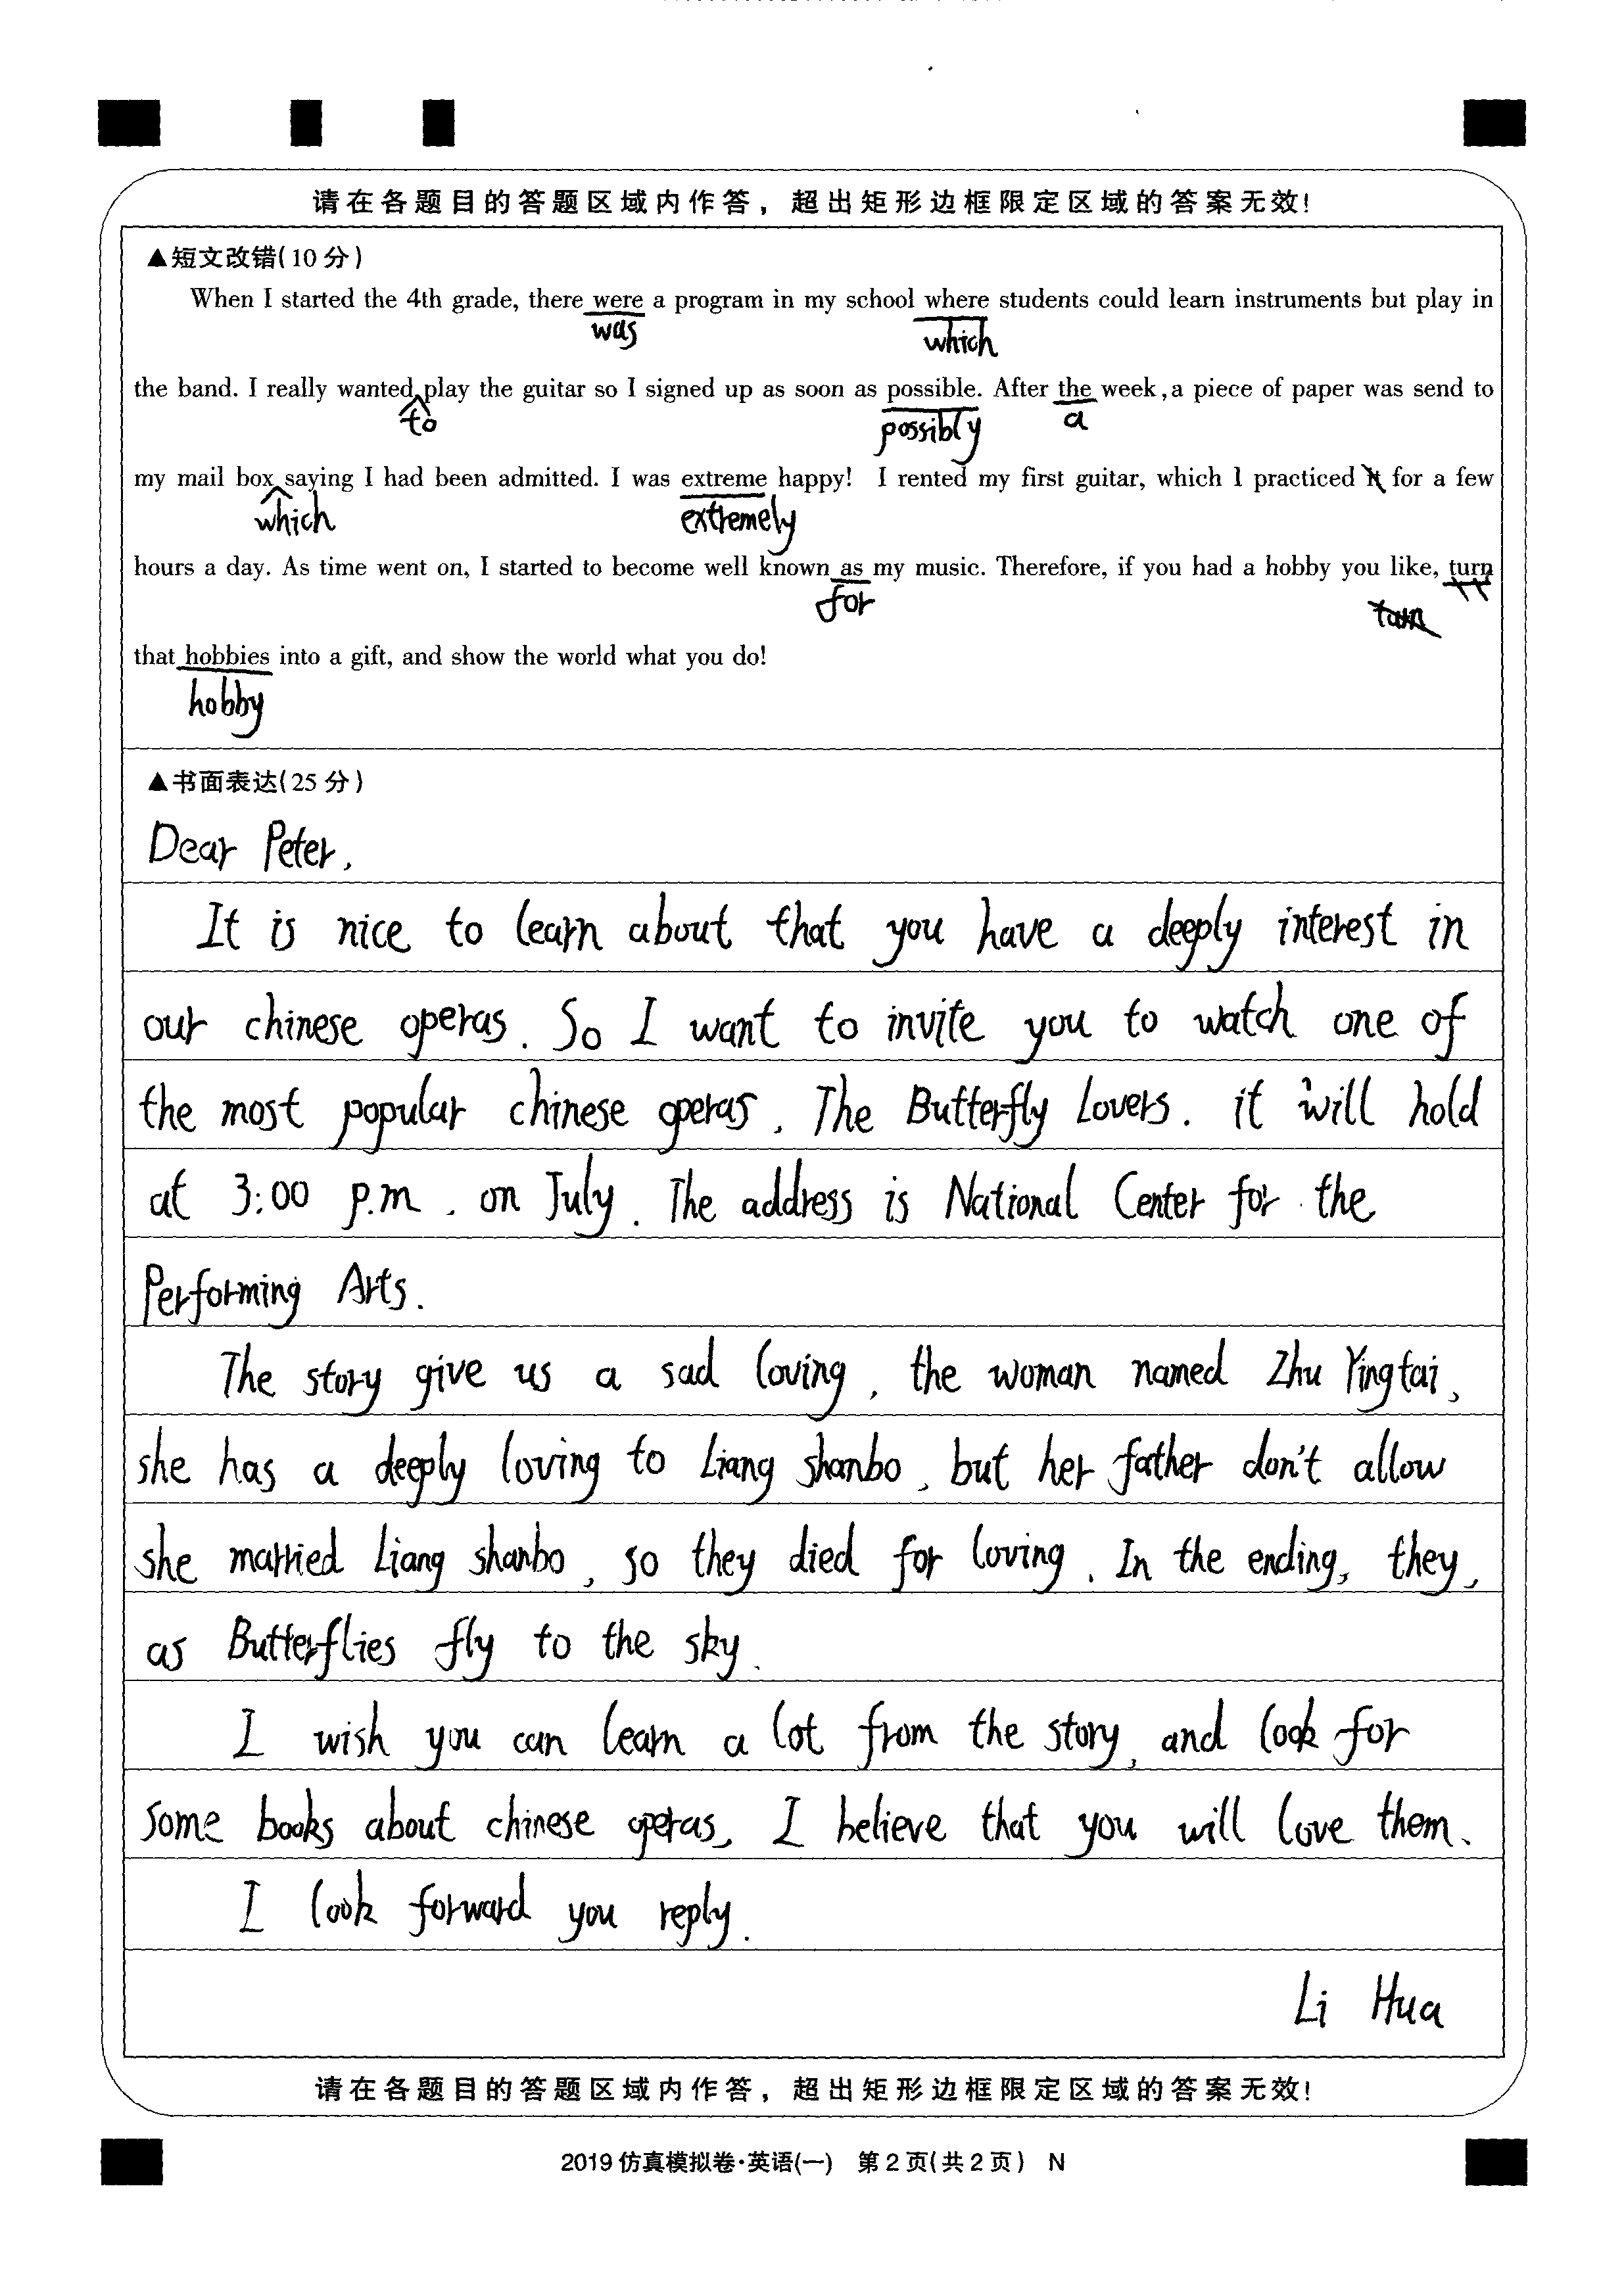 请在各题目的答题区域内作答，超出矩形边框限定区域的答案无效！
▲短文改错(10分)
When I started the 4th grade, there were a program in my school where students could learn instruments but play in
was which
the band. I really wanted play the guitar so I signed up as soon as possible. After the week, a piece of paper was send to
to possibly a
my mail box saying I had been admitted. I was extreme happy! I rented my first guitar, which I practiced it for a few
which extremely
hours a day. As time went on, I started to become well known as my music. Therefore, if you had a hobby you like, turn
for
that hobbies into a gift, and show the world what you do!
hobby
▲书面表达(25分)
Dear Peter,
It is nice to learn about that you have a deeply interest in
our chinese operas. So I want to invite you to watch one of
the most popular chinese operas, The Butterfly Lovers. it will hold
at 3:00 p.m. on July. The address is National Center for the
Performing Arts.
The story give us a sad loving, the woman named Zhu Yingtai,
she has a deeply loving to Liang shanbo, but her father don't allow
she married Liang shanbo, so they died for loving. In the ending, they,
as Butterflies fly to the sky.
I wish you can learn a lot from the story, and look for
some books about chinese operas, I believe that you will love them.
I look forward you reply.
Li Hua
请在各题目的答题区域内作答，超出矩形边框限定区域的答案无效！
2019仿真模拟卷·英语(一) 第2页(共2页) N